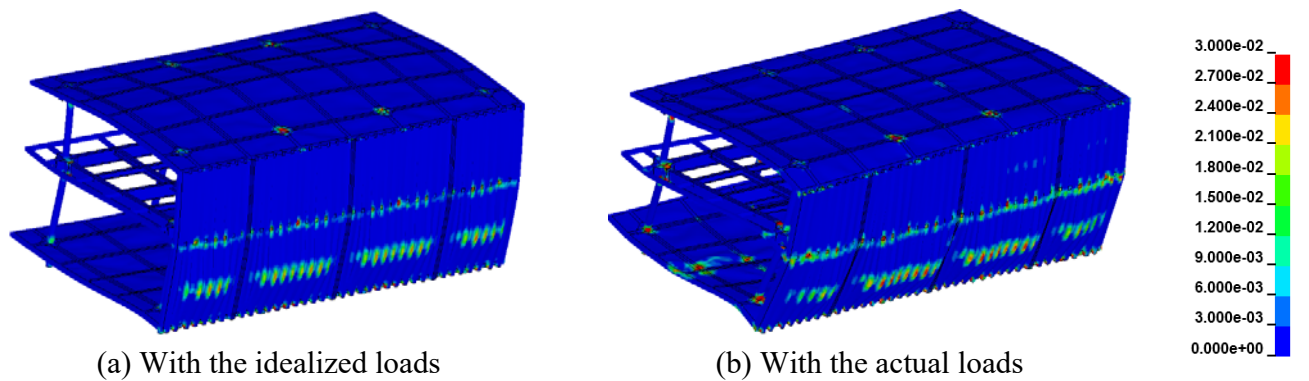 3.000e-02
2.700e-02
2.400e-02
2.100e-02
1.800e-02
1.500e-02
1.200e-02
9.000e-03
6.000e-03
3.000e-03
0.000e+00
(a) With the idealized loads
(b) With the actual loads